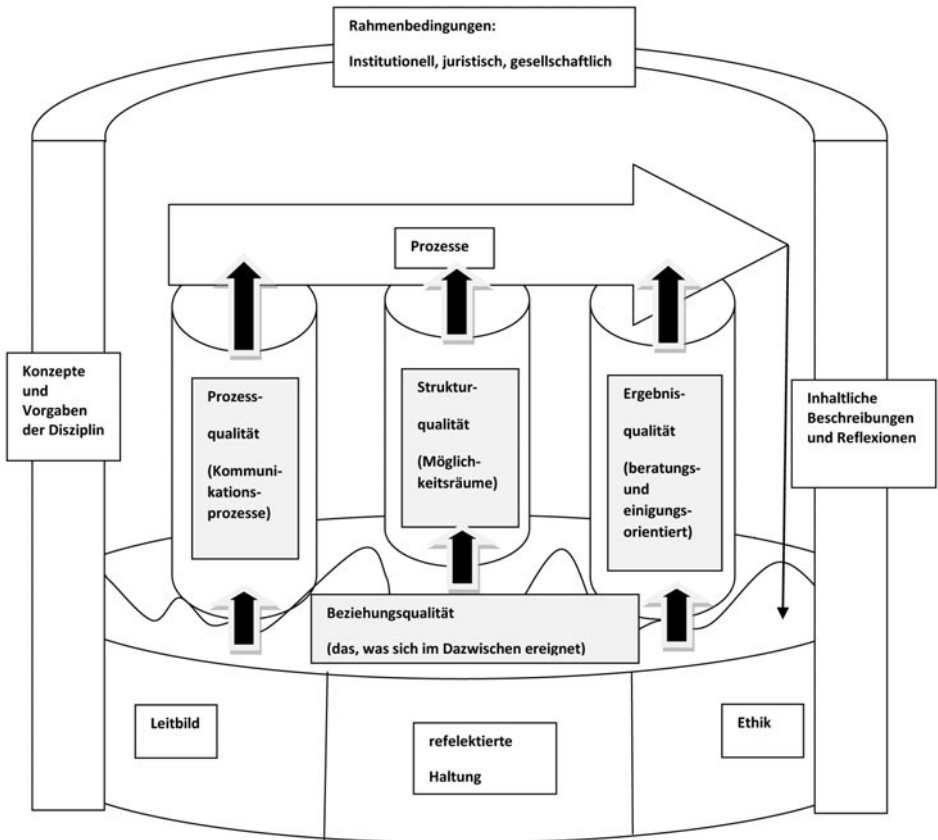 Rahmenbedingungen:
Institutionell, juristisch, gesellschaftlich
Prozesse
Konzepte
und
Vorgaben
der Disziplin
Prozess-
qualität
(Kommuni-
kations-
prozesse)
Struktur-
qualität
(Möglich-
keitsräume)
Ergebnis-
qualität
(beratungs-
und
einigungs-
orientiert)
Inhaltliche
Beschreibungen
und Reflexionen
Beziehungsqualität
(das, was sich im Dazwischen ereignet)
Leitbild
refelektierte
Haltung
Ethik